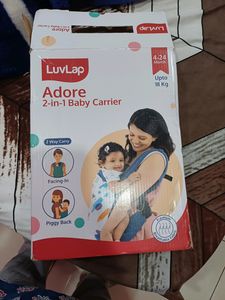 LuvLap
LuvLap
Adore
2-in-1 Baby Carrier
4-24
Month
Upto
18 Kg
2 Way Carry
Facing-In
Piggy Back